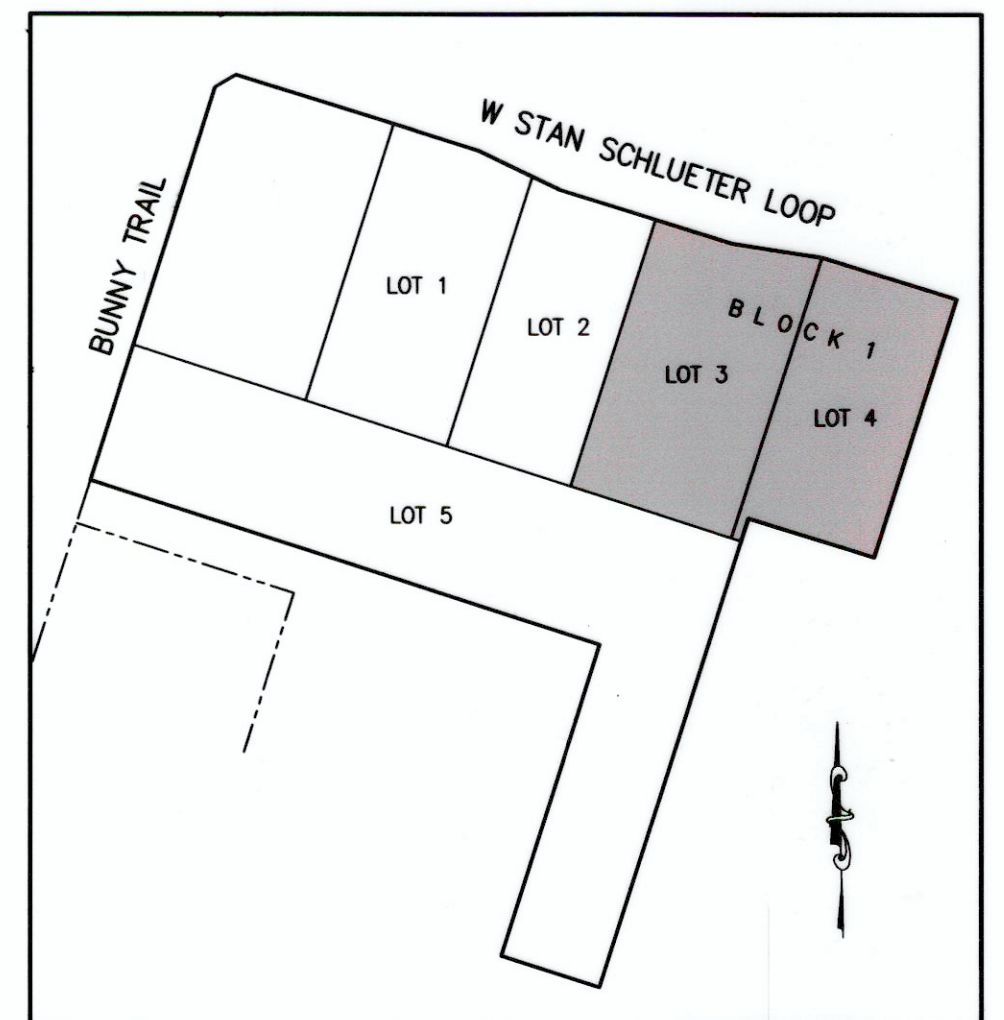 W STAN SCHLUETER LOOP
BUNNY TRAIL
LOT 1
LOT 2
BLOCK 1
LOT 3
LOT 4
LOT 5